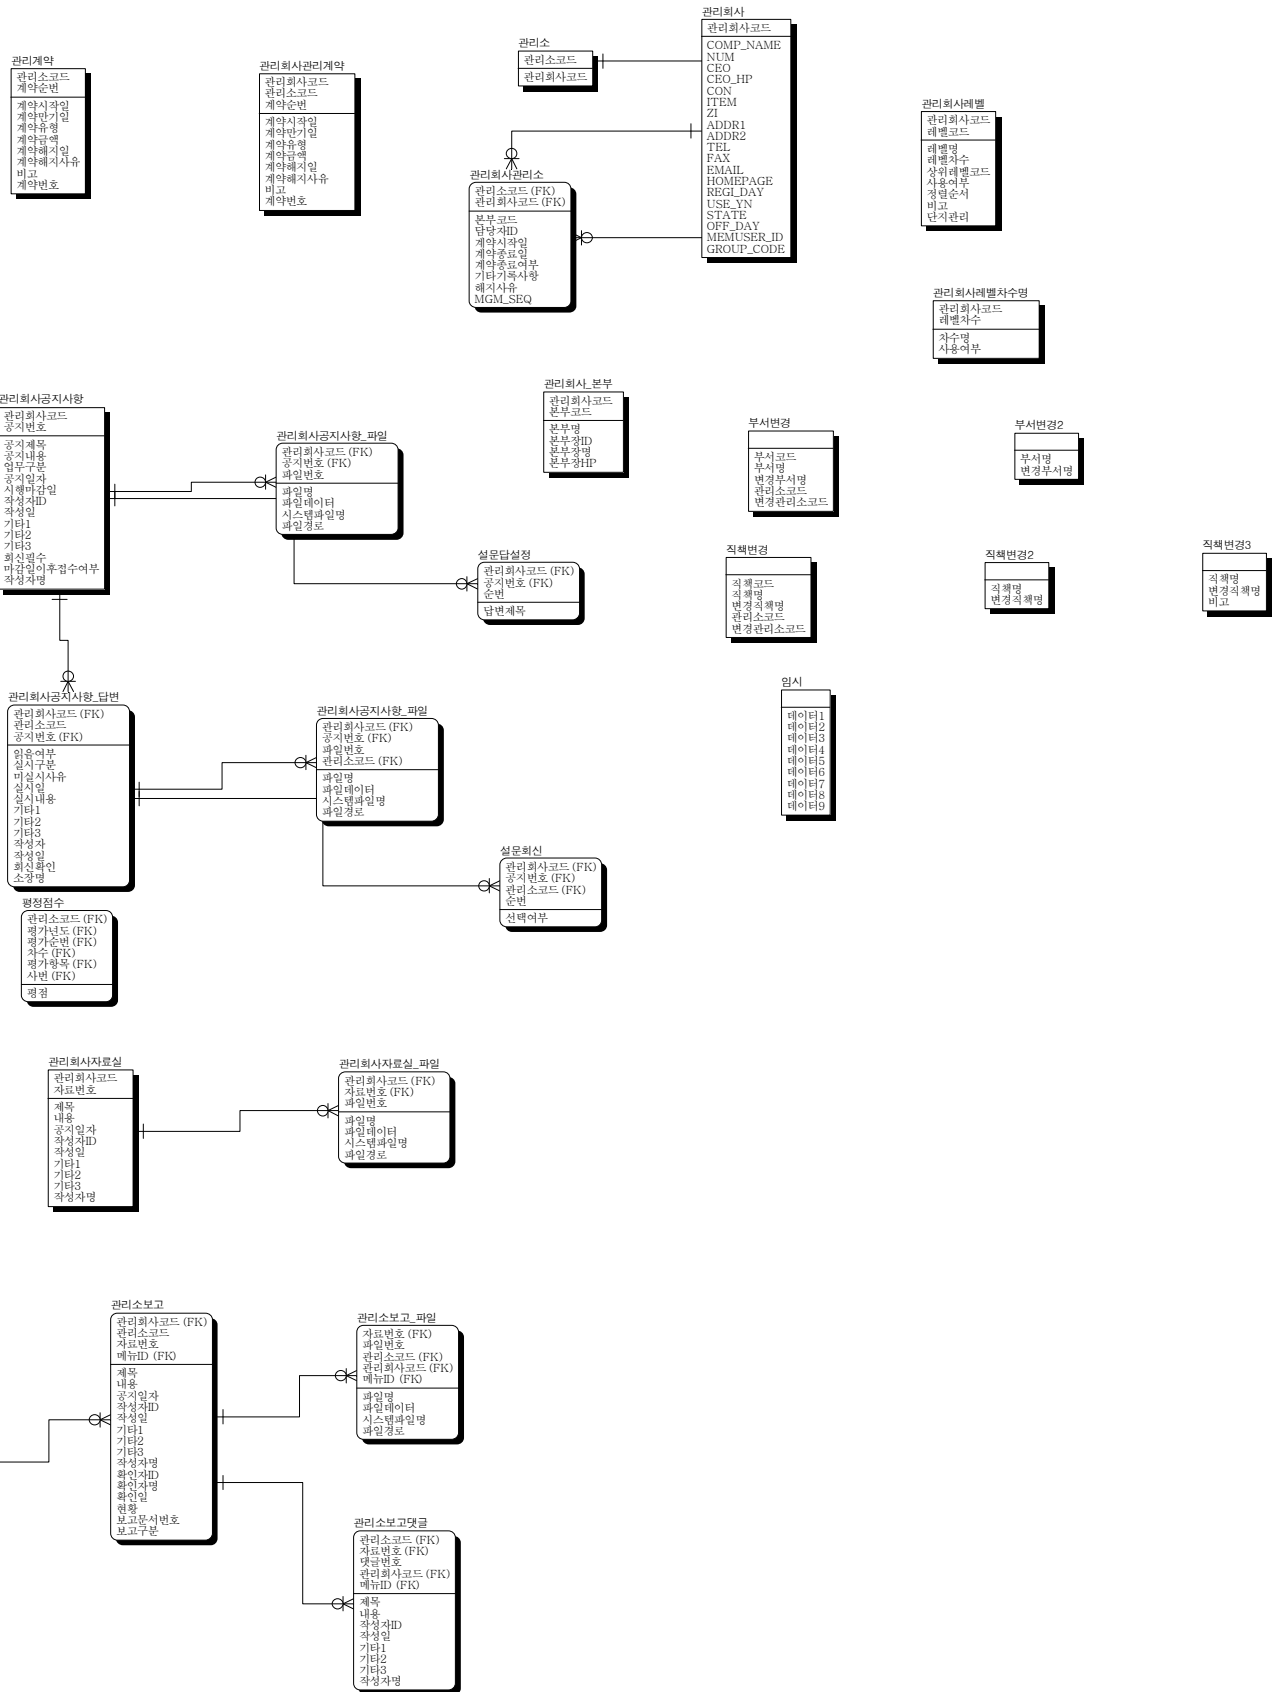 관리회사
관리회사코드
COMP_NAME
NUM
CEO
CEO_HP
CON
ITEM
ZI
ADDR1
ADDR2
TEL
FAX
EMAIL
HOMEPAGE
REGI_DAY
USE_YN
STATE
OFF_DAY
MEMUSER_ID
GROUP_CODE
관리소
관리소코드
관리회사코드
관리계약
관리소코드
계약순번
계약시작일
계약만기일
계약유형
계약금액
계약해지일
계약해지사유
비고
계약번호
관리회사관리계약
관리회사코드
관리소코드
계약순번
계약시작일
계약만기일
계약유형
계약금액
계약해지일
계약해지사유
비고
계약번호
관리회사레벨
관리회사코드
레벨코드
레벨명
레벨차수
상위레벨코드
사용여부
정렬순서
비고
단지관리
관리회사관리소
관리소코드 (FK)
관리회사코드 (FK)
본부코드
담당자ID
계약시작일
계약종료일
계약종료여부
기타기록사항
해지사유
MGM_SEQ
관리회사레벨차수명
관리회사코드
레벨차수
차수명
사용여부
관리회사_본부
관리회사코드
본부코드
본부명
본부장ID
본부장명
본부장HP
관리회사공지사항
관리회사코드
공지번호
공지제목
공지내용
업무구분
공지일자
시행마감일
작성자ID
작성일
기타1
기타2
기타3
회신필수
마감일이후접수여부
작성자명
관리회사공지사항_파일
관리회사코드 (FK)
공지번호 (FK)
파일번호
파일명
파일데이터
시스템파일명
파일경로
부서변경
부서코드
부서명
변경부서명
관리소코드
변경관리소코드
부서변경2
부서명
변경부서명
설문답설정
관리회사코드 (FK)
공지번호 (FK)
순번
답변제목
직책변경
직책코드
직책명
변경직책명
관리소코드
변경관리소코드
직책변경2
직책명
변경직책명
직책변경3
직책명
변경직책명
비고
임시
데이터1
데이터2
데이터3
데이터4
데이터5
데이터6
데이터7
데이터8
데이터9
관리회사공지사항_답변
관리회사코드 (FK)
관리소코드
공지번호 (FK)
읽음여부
실시구분
미실시사유
실시일
실시내용
기타1
기타2
기타3
작성자
작성일
회신확인
소장명
관리회사공지사항_파일
관리회사코드 (FK)
공지번호 (FK)
파일번호
관리소코드 (FK)
파일명
파일데이터
시스템파일명
파일경로
설문회신
관리회사코드 (FK)
공지번호 (FK)
관리소코드 (FK)
순번
선택여부
평정점수
관리소코드 (FK)
평가년도 (FK)
평가순번 (FK)
차수 (FK)
평가항목 (FK)
사번 (FK)
평점
관리회사자료실
관리회사코드
자료번호
제목
내용
공지일자
작성자ID
작성일
기타1
기타2
기타3
작성자명
관리회사자료실_파일
관리회사코드 (FK)
자료번호 (FK)
파일번호
파일명
파일데이터
시스템파일명
파일경로
관리소보고
관리회사코드 (FK)
관리소코드
자료번호
메뉴ID (FK)
제목
내용
공지일자
작성자ID
작성일
기타1
기타2
기타3
작성자명
확인자ID
확인자명
확인일
현황
보고문서번호
보고구분
관리소보고_파일
자료번호 (FK)
파일번호
관리소코드 (FK)
관리회사코드 (FK)
메뉴ID (FK)
파일명
파일데이터
시스템파일명
파일경로
관리소보고댓글
관리소코드 (FK)
자료번호 (FK)
댓글번호
관리회사코드 (FK)
메뉴ID (FK)
제목
내용
작성자ID
작성일
기타1
기타2
기타3
작성자명